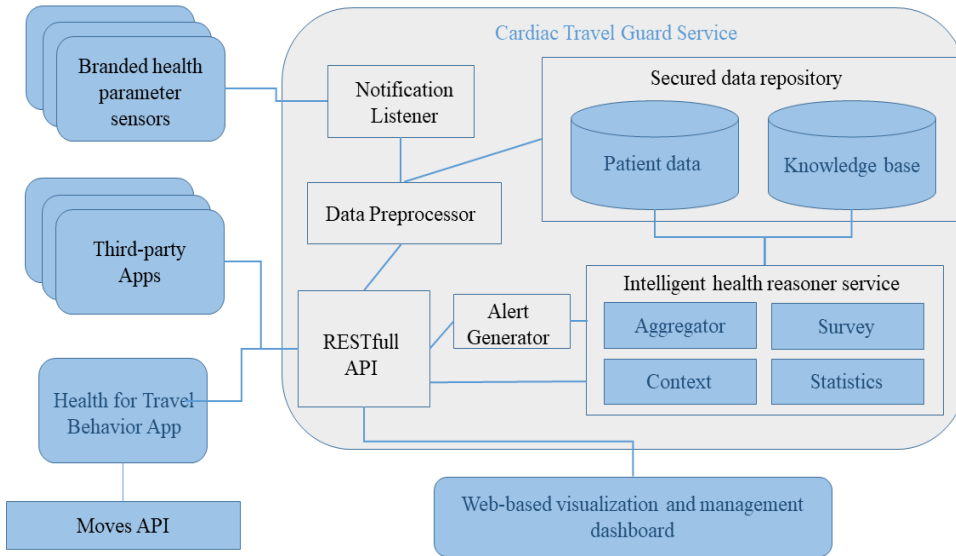 Cardiac Travel Guard Service
Branded health
parameter
sensors
Notification
Listener
Secured data repository
Patient data
Knowledge base
Data Preprocessor
Third-party
Apps
Intelligent health reasoner service
Aggregator
Survey
Context
Statistics
Alert
Generator
RESTfull
API
Health for Travel
Behavior App
Moves API
Web-based visualization and management
dashboard